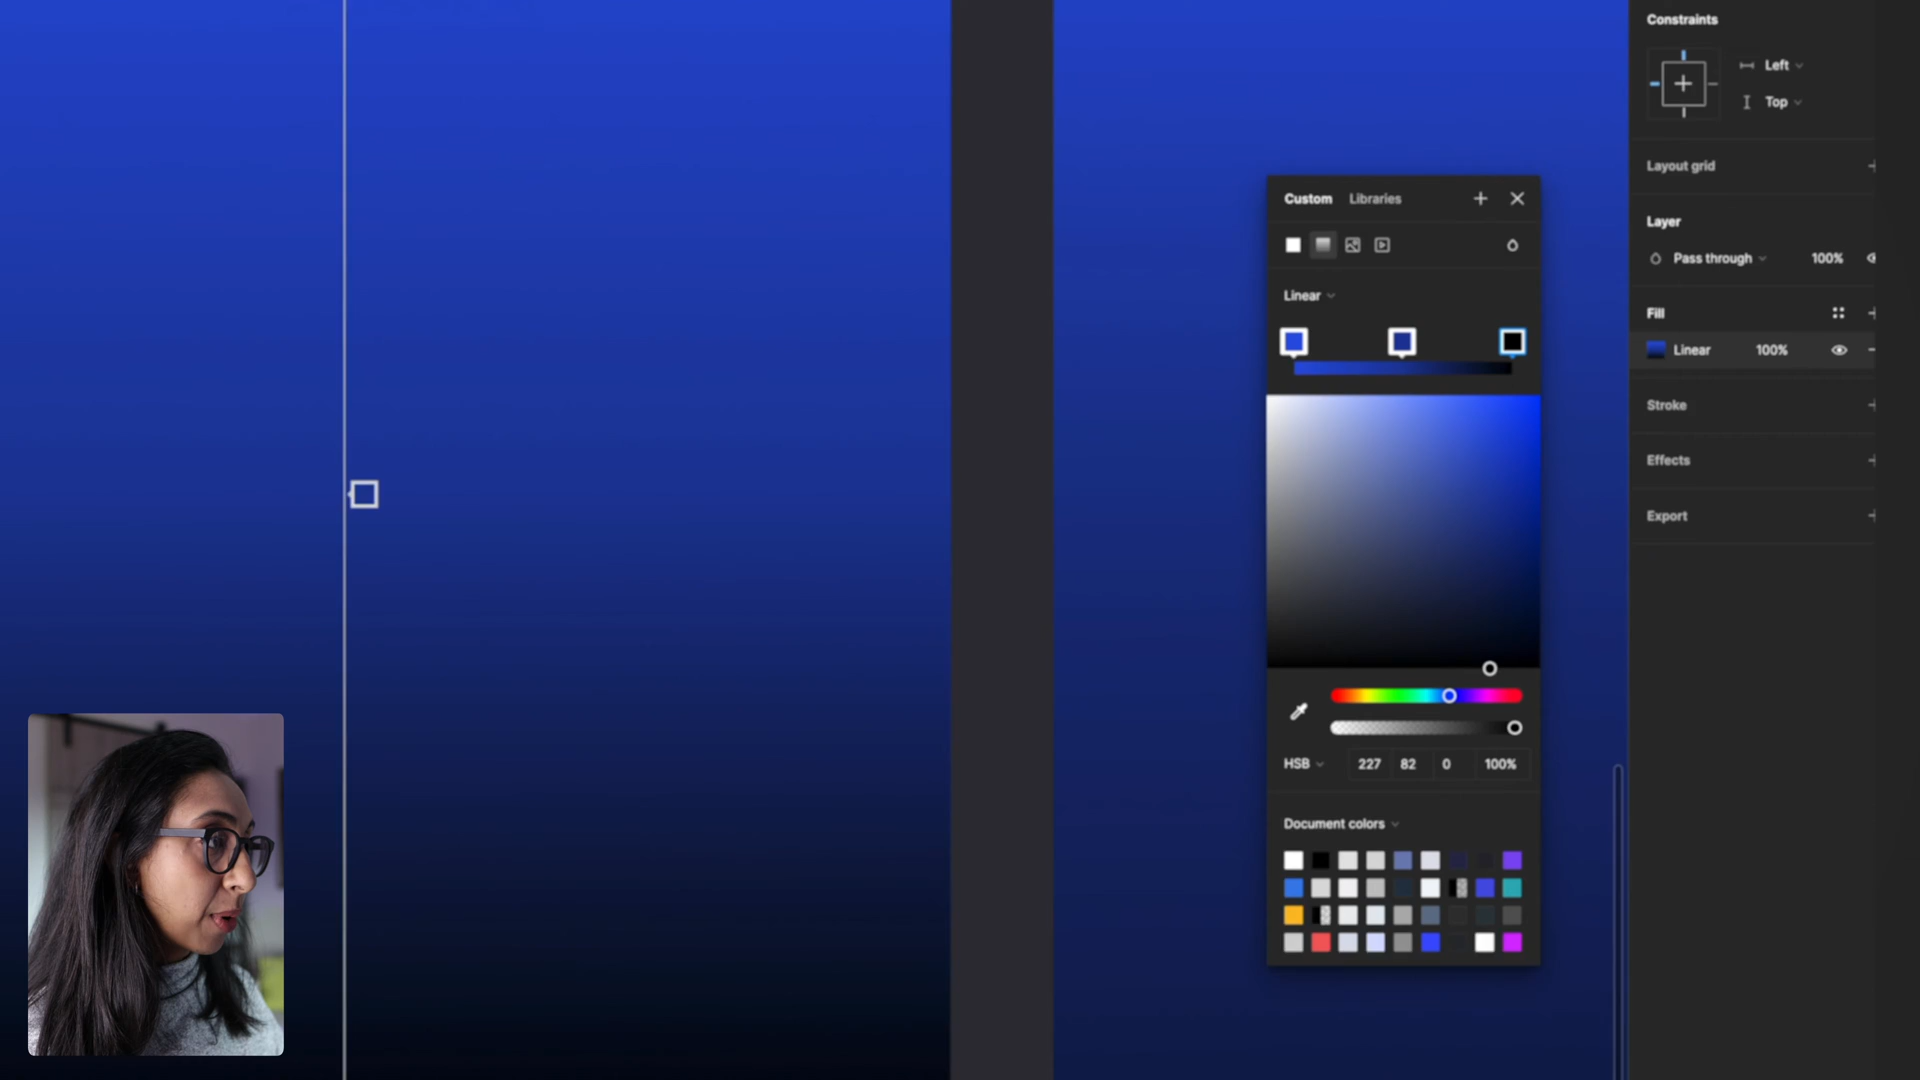 Constraints
Left
Top
Layout grid
Layer
Pass through 100%
Fill
Linear 100%
Stroke
Effects
Export
Custom Libraries
Linear
HSB 227 82 0 100%
Document colors